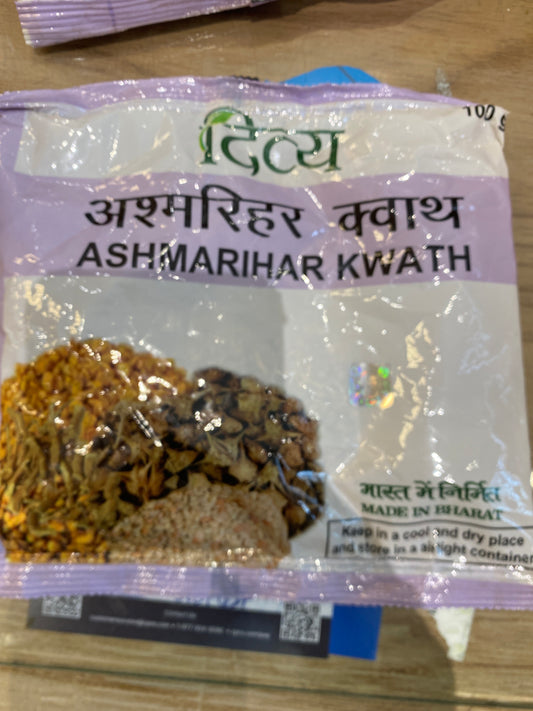 100 g
दिव्य
अश्मरिहर क्वाथ
ASHMARIHAR KWATH
भारत में निर्मित
MADE IN BHARAT
Keep in a cool and dry place
and store in a airtight container